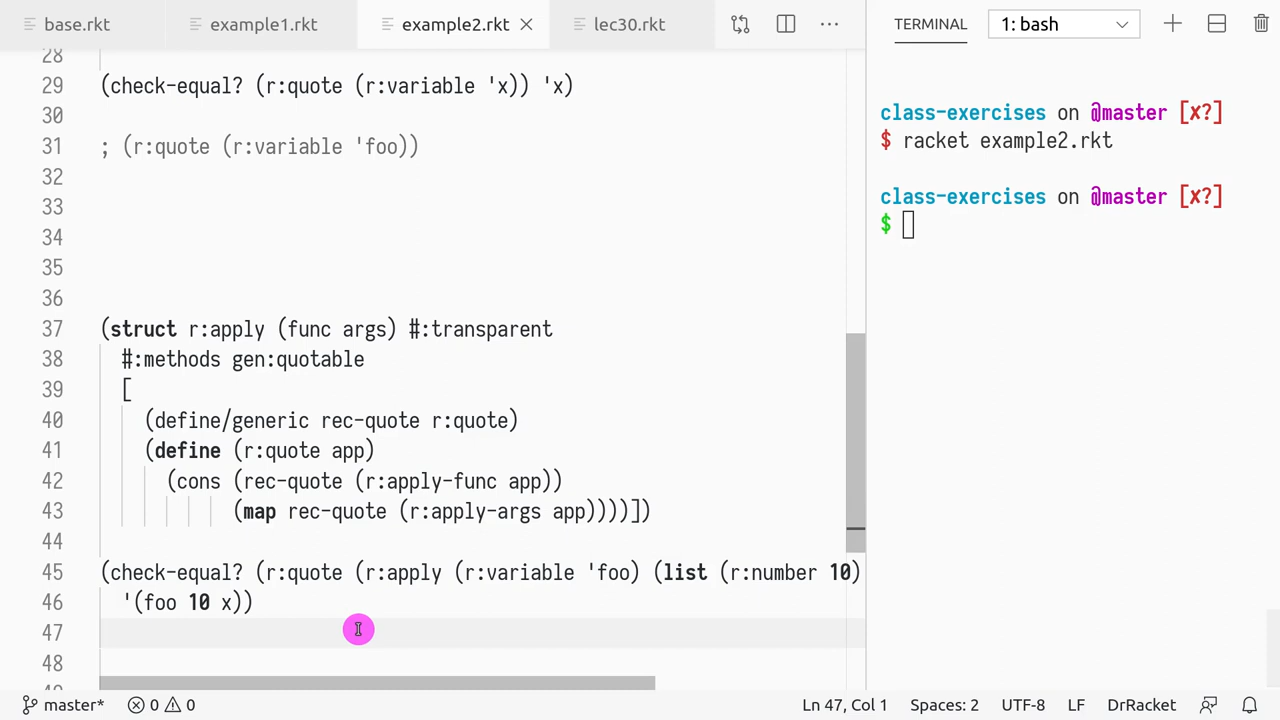 base.rkt example1.rkt example2.rkt lec30.rkt TERMINAL 1: bash
28
29 (check-equal? (r:quote (r:variable 'x)) 'x)
30
31 ; (r:quote (r:variable 'foo))
32
33
34
35
36
37 (struct r:apply (func args) #:transparent
38 #:methods gen:quotable
39 [
40 (define/generic rec-quote r:quote)
41 (define (r:quote app)
42 (cons (rec-quote (r:apply-func app))
43 (map rec-quote (r:apply-args app))))])
44
45 (check-equal? (r:quote (r:apply (r:variable 'foo) (list (r:number 10)
46 '(foo 10 x))
47
48
class-exercises on @master [✘?]
$ racket example2.rkt
class-exercises on @master [✘?]
$
master* 0 0 Ln 47, Col 1 Spaces: 2 UTF-8 LF DrRacket